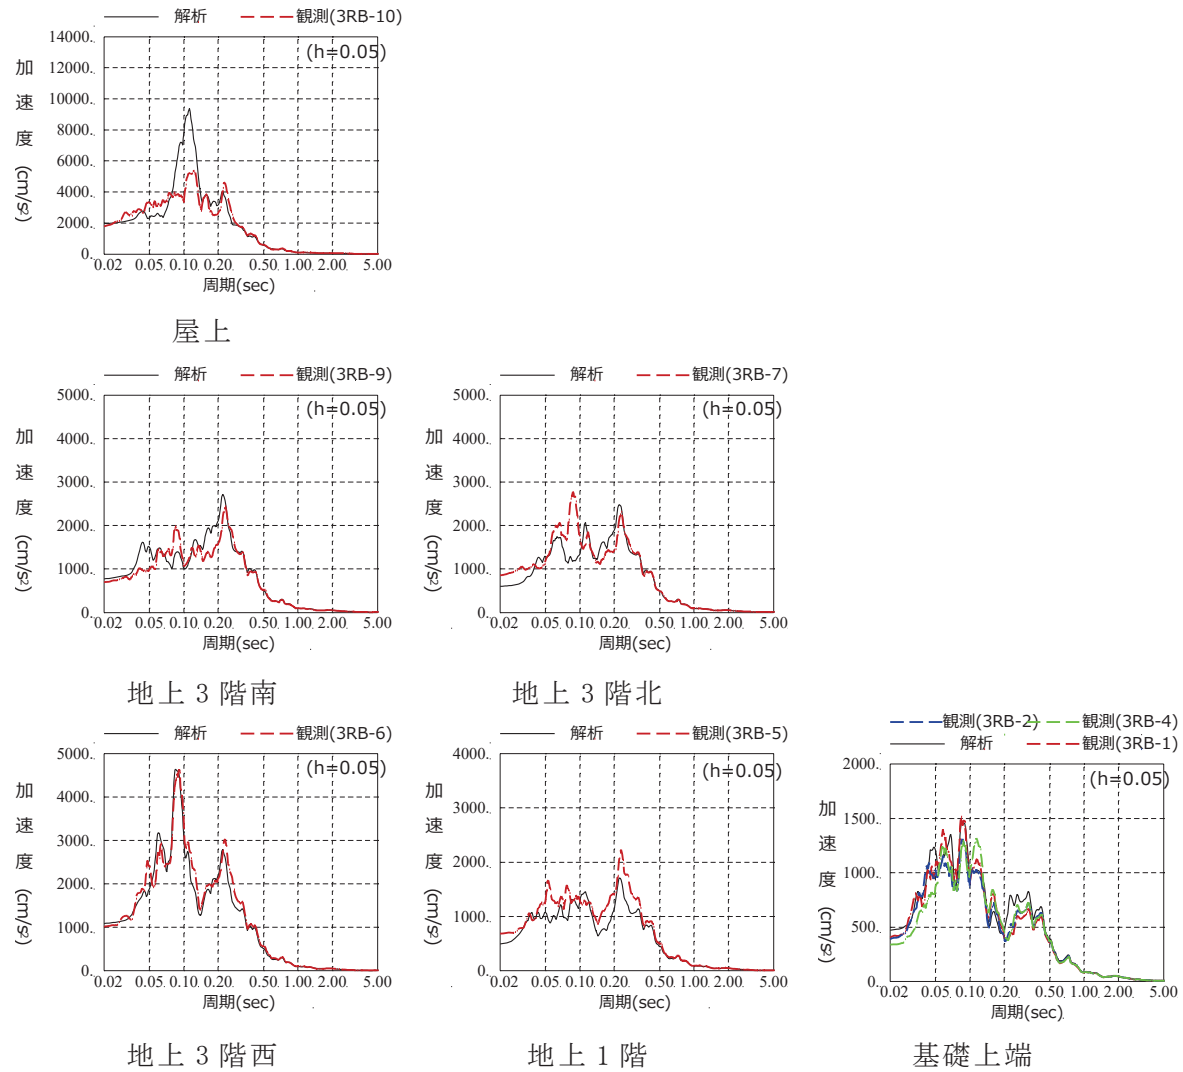 解析 観測(3RB-10)
(h=0.05)
加速度 (cm/s²)
14000.
12000.
10000.
8000.
6000.
4000.
2000.
0.
0.02 0.05 0.10 0.20 0.50 1.00 2.00 5.00
周期(sec)
屋上
解析 観測(3RB-9)
(h=0.05)
加速度 (cm/s²)
5000.
4000.
3000.
2000.
1000.
0.
0.02 0.05 0.10 0.20 0.50 1.00 2.00 5.00
周期(sec)
地上3階南
解析 観測(3RB-7)
(h=0.05)
加速度 (cm/s²)
5000.
4000.
3000.
2000.
1000.
0.
0.02 0.05 0.10 0.20 0.50 1.00 2.00 5.00
周期(sec)
地上3階北
解析 観測(3RB-6)
(h=0.05)
加速度 (cm/s²)
5000.
4000.
3000.
2000.
1000.
0.
0.02 0.05 0.10 0.20 0.50 1.00 2.00 5.00
周期(sec)
地上3階西
解析 観測(3RB-5)
(h=0.05)
加速度 (cm/s²)
4000.
3000.
2000.
1000.
0.
0.02 0.05 0.10 0.20 0.50 1.00 2.00 5.00
周期(sec)
地上1階
観測(3RB-2) 観測(3RB-4)
解析 観測(3RB-1)
(h=0.05)
加速度 (cm/s²)
2000.
1500.
1000.
500.
0.
0.02 0.05 0.10 0.20 0.50 1.00 2.00 5.00
周期(sec)
基礎上端